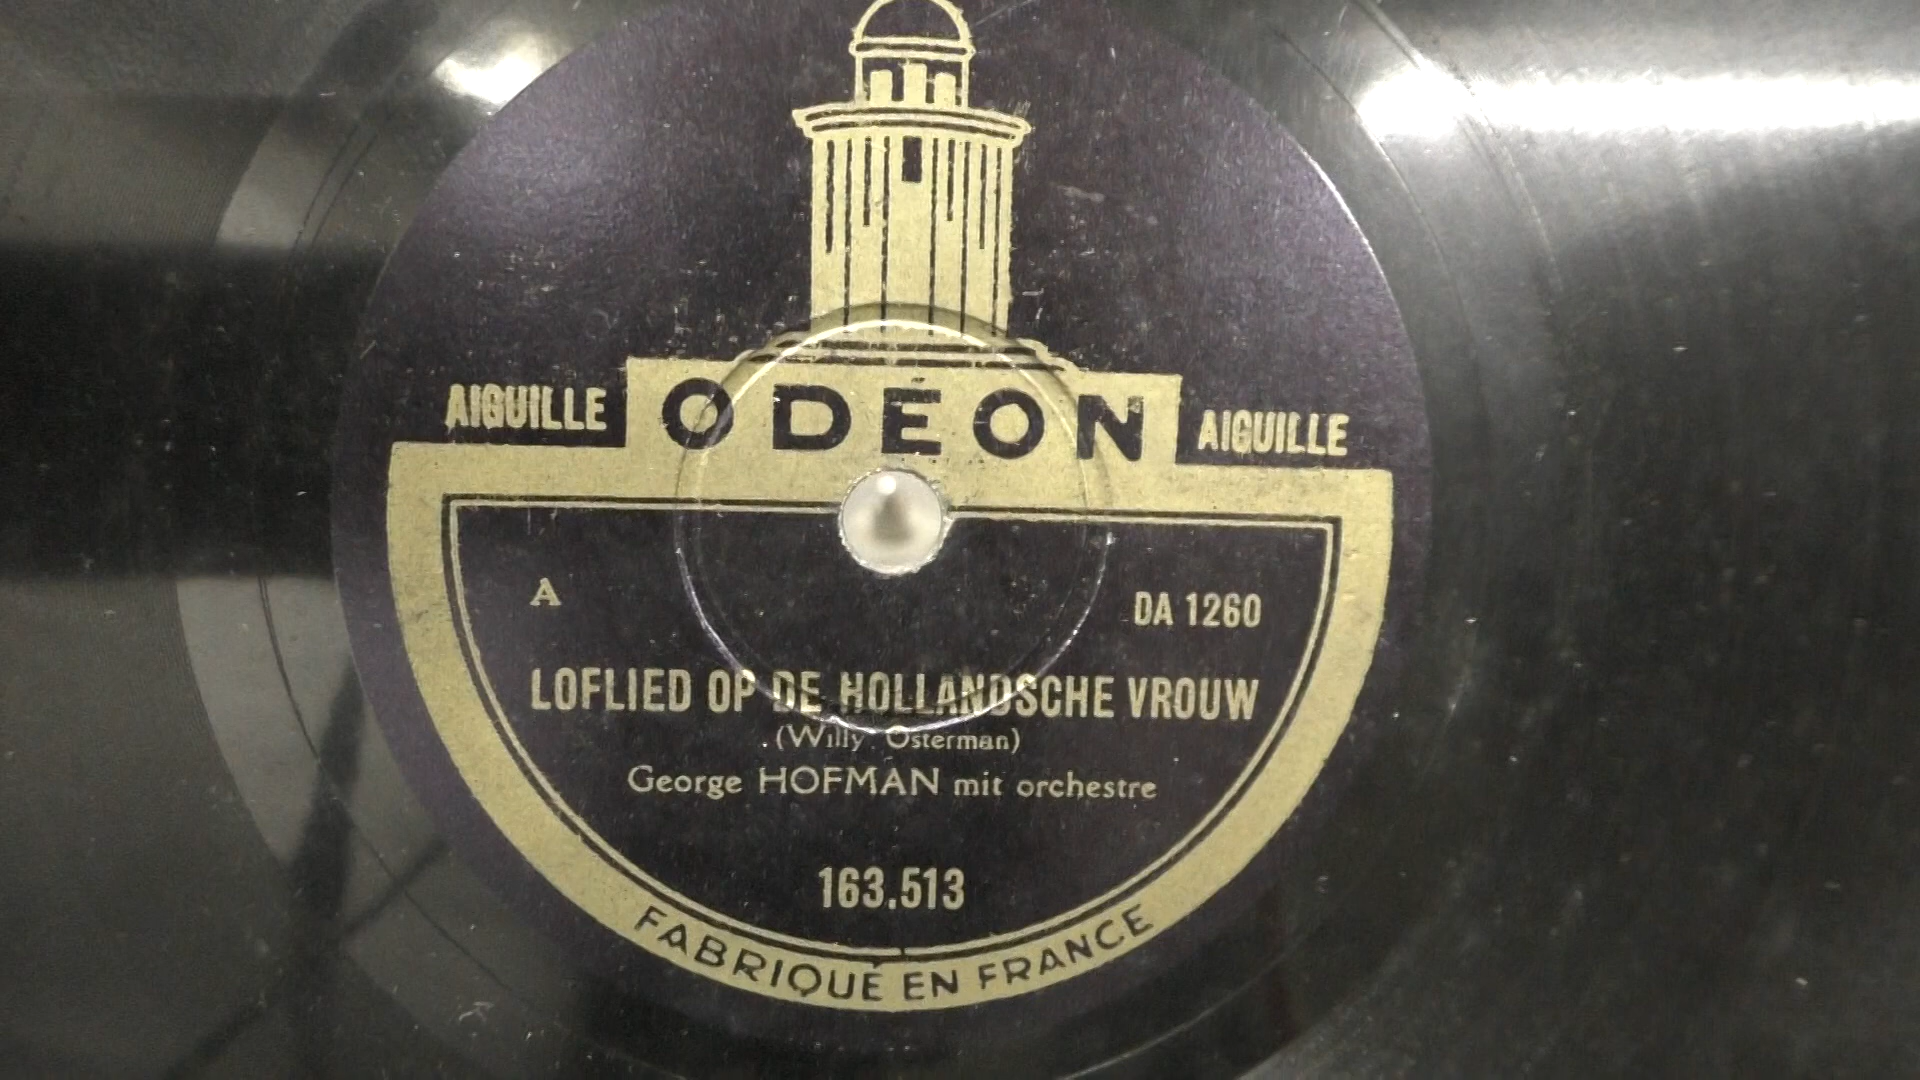 AIGUILLE ODÉON AIGUILLE
A DA 1260
LOFLIED OP DE HOLLANDSCHE VROUW
(Willy Osterman)
George HOFMAN mit orchestre
163.513
FABRIQUÉ EN FRANCE